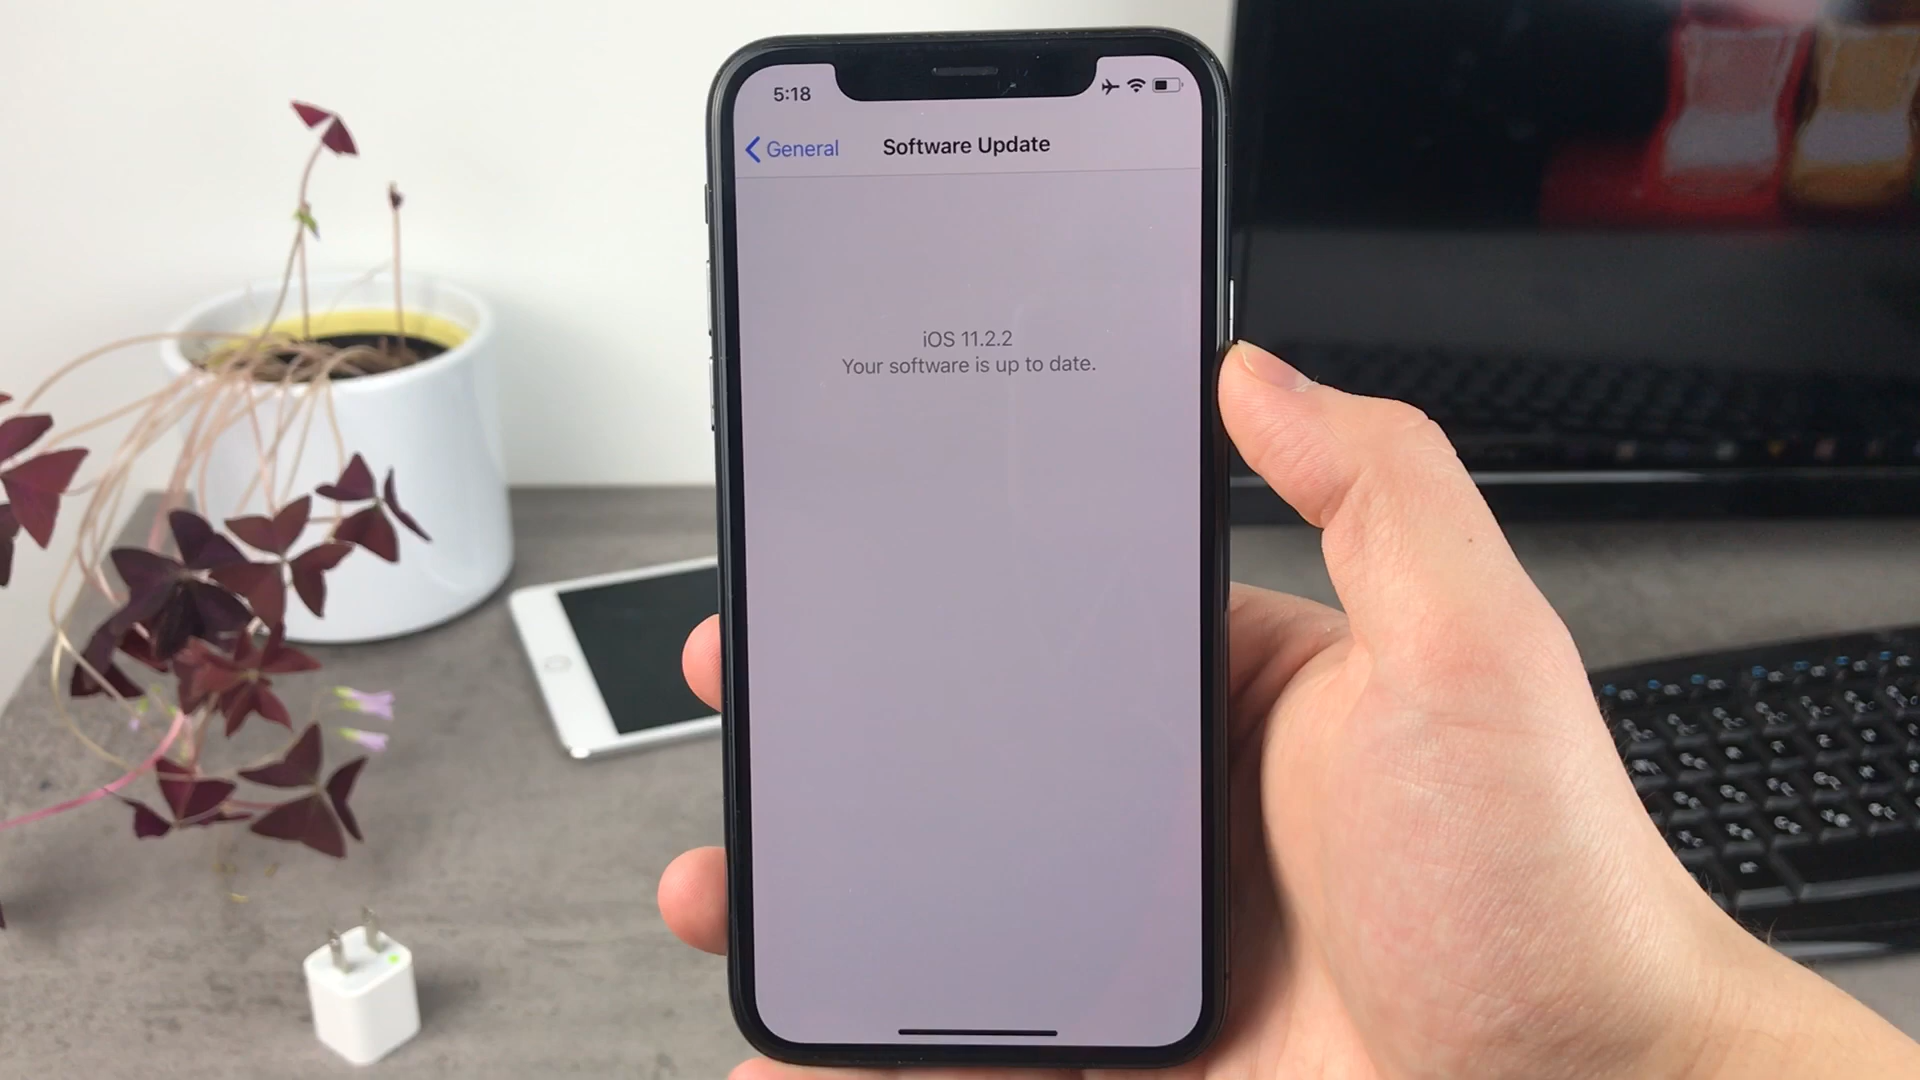 5:18
General
Software Update
iOS 11.2.2
Your software is up to date.